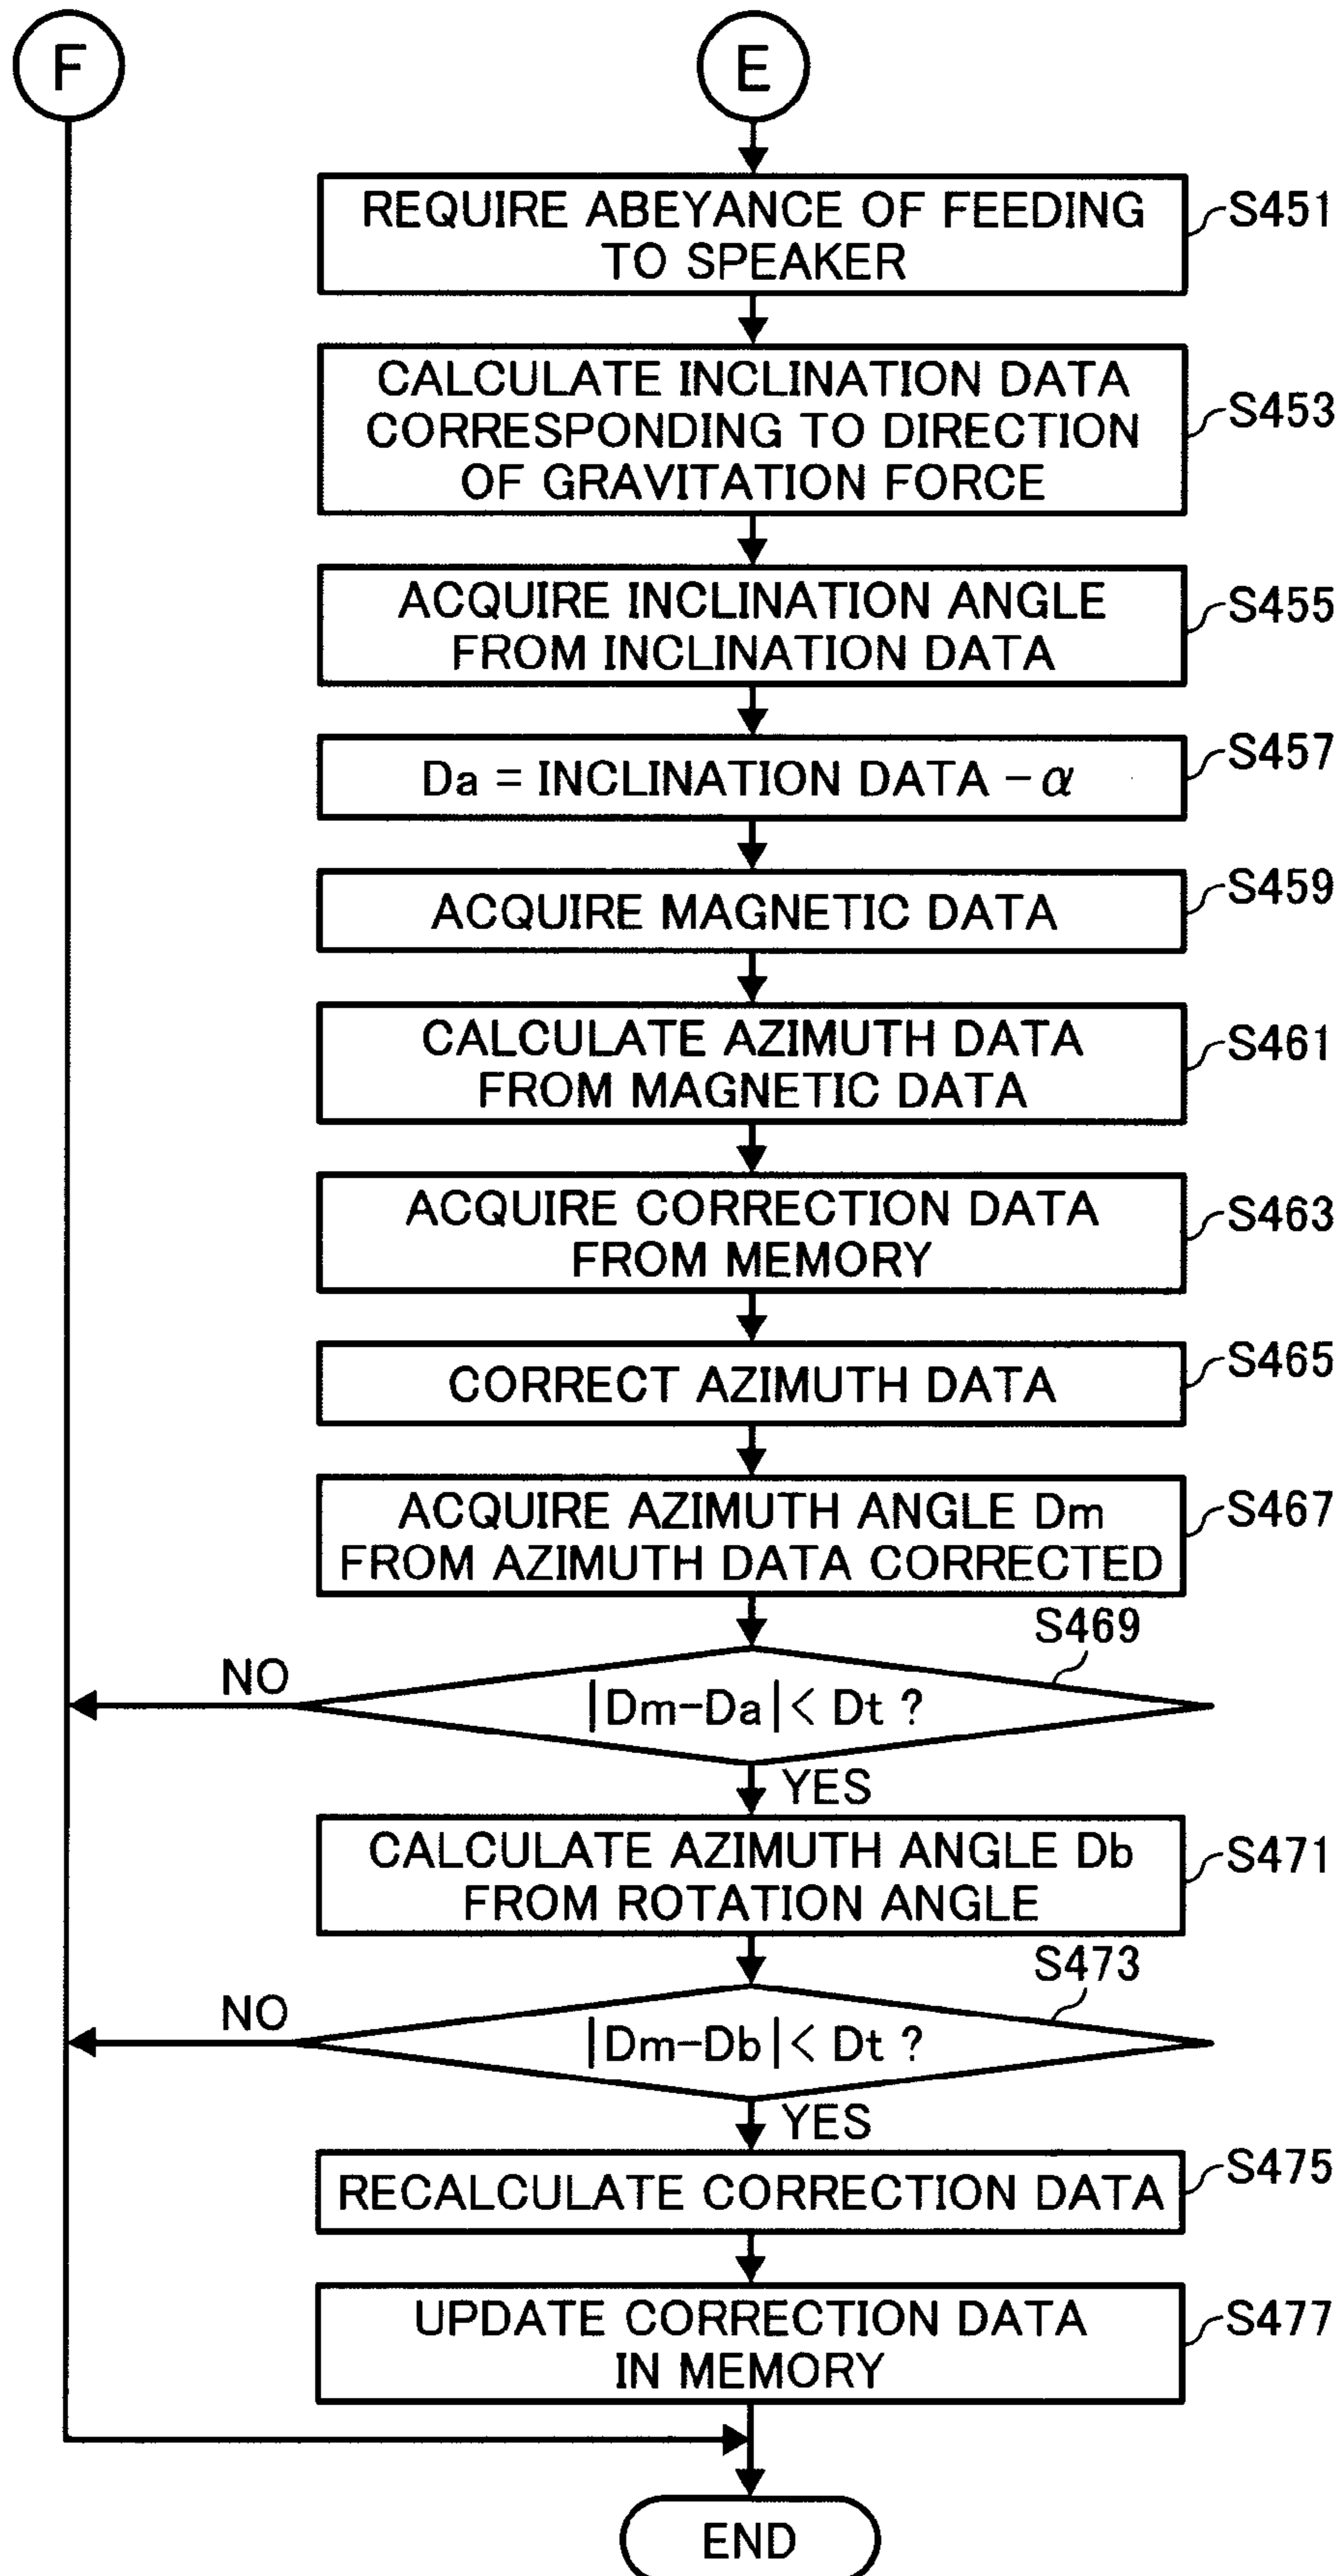 F
E
REQUIRE ABEYANCE OF FEEDING
TO SPEAKER
S451
CALCULATE INCLINATION DATA
CORRESPONDING TO DIRECTION
OF GRAVITATION FORCE
S453
ACQUIRE INCLINATION ANGLE
FROM INCLINATION DATA
S455
Da = INCLINATION DATA - α
S457
ACQUIRE MAGNETIC DATA
S459
CALCULATE AZIMUTH DATA
FROM MAGNETIC DATA
S461
ACQUIRE CORRECTION DATA
FROM MEMORY
S463
CORRECT AZIMUTH DATA
S465
ACQUIRE AZIMUTH ANGLE Dm
FROM AZIMUTH DATA CORRECTED
S467
S469
NO
|Dm-Da| < Dt ?
YES
CALCULATE AZIMUTH ANGLE Db
FROM ROTATION ANGLE
S471
S473
NO
|Dm-Db| < Dt ?
YES
RECALCULATE CORRECTION DATA
S475
UPDATE CORRECTION DATA
IN MEMORY
S477
END